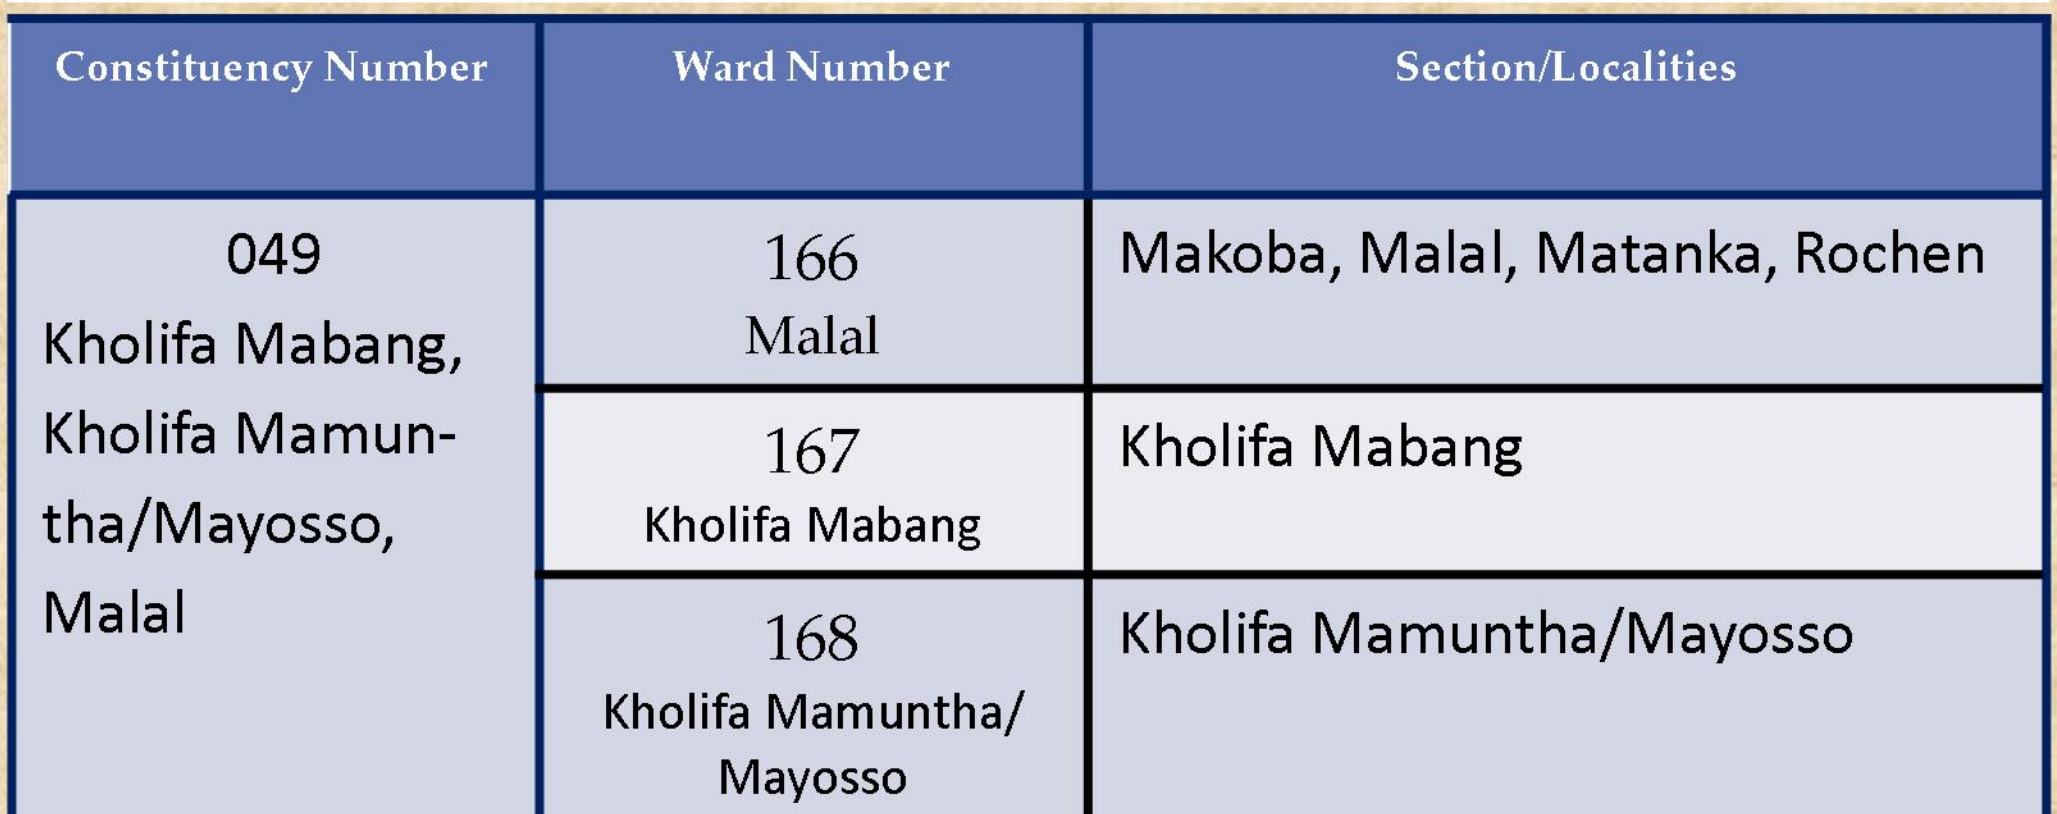 Constituency Number
Ward Number
Section/Localities
049
Kholifa Mabang,
Kholifa Mamun-
tha/Mayosso,
Malal
166
Malal
Makoba, Malal, Matanka, Rochen
167
Kholifa Mabang
Kholifa Mabang
168
Kholifa Mamuntha/
Mayosso
Kholifa Mamuntha/Mayosso